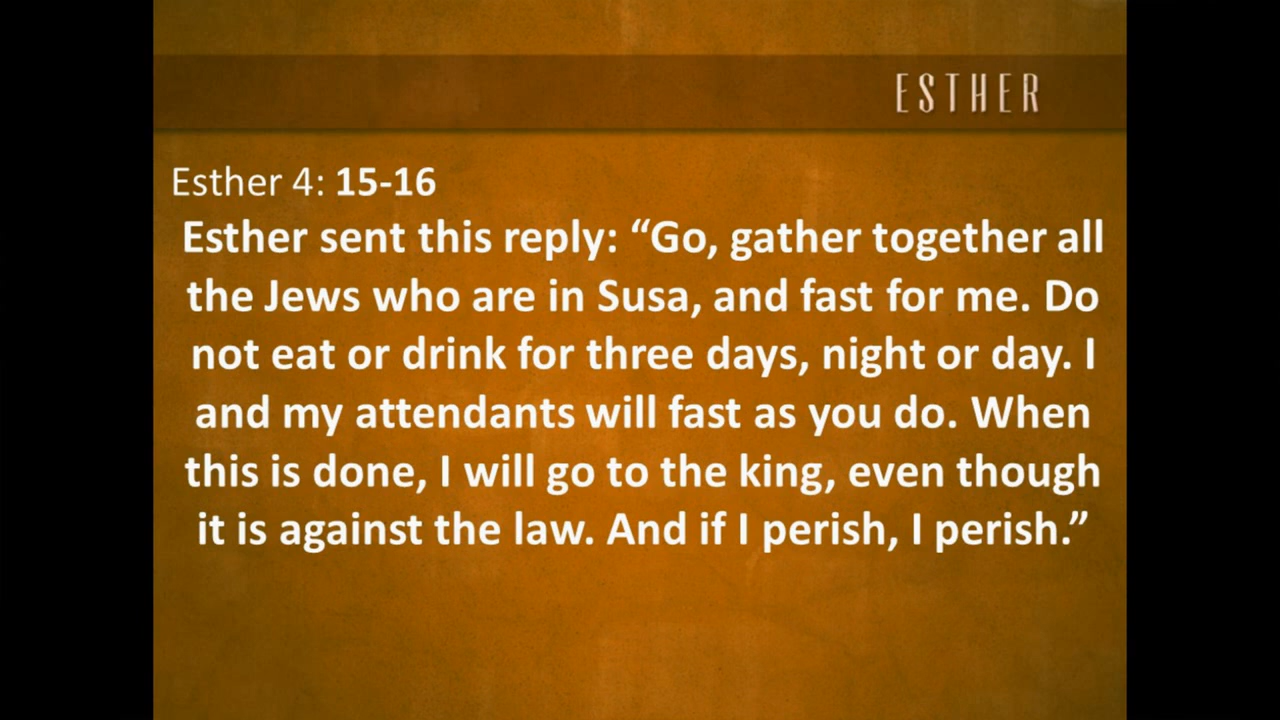 ESTHER
Esther 4: 15-16
Esther sent this reply: “Go, gather together all
the Jews who are in Susa, and fast for me. Do
not eat or drink for three days, night or day. I
and my attendants will fast as you do. When
this is done, I will go to the king, even though
it is against the law. And if I perish, I perish.”